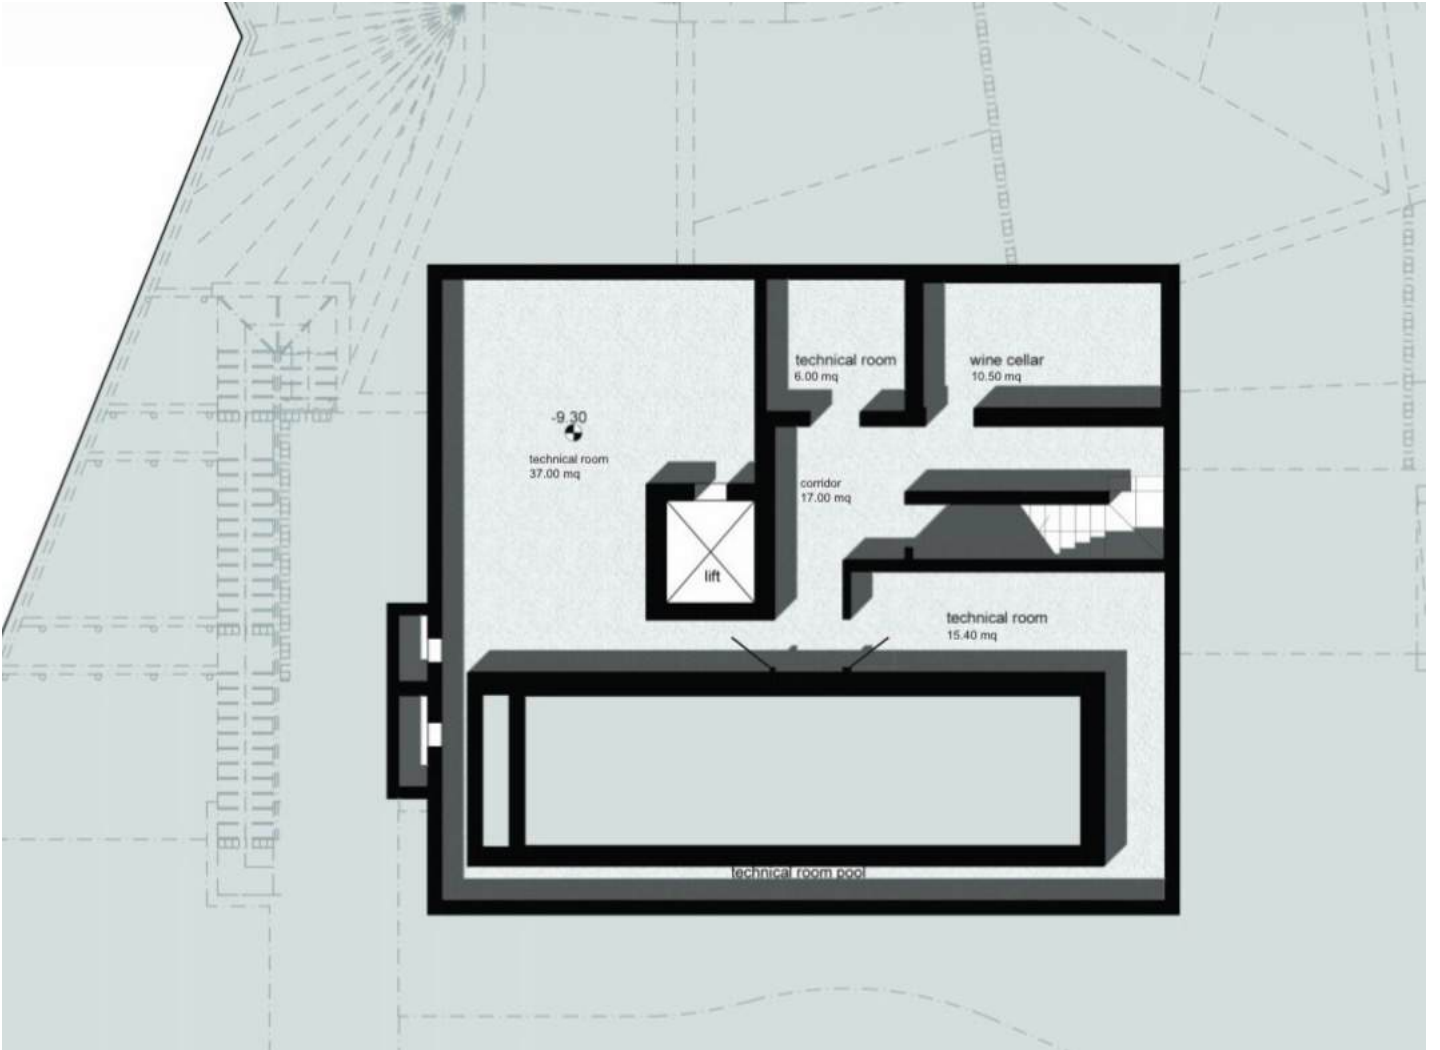 technical room
6.00 mq
wine cellar
10.50 mq
-9.30
technical room
37.00 mq
corridor
17.00 mq
lift
technical room
15.40 mq
technical room pool